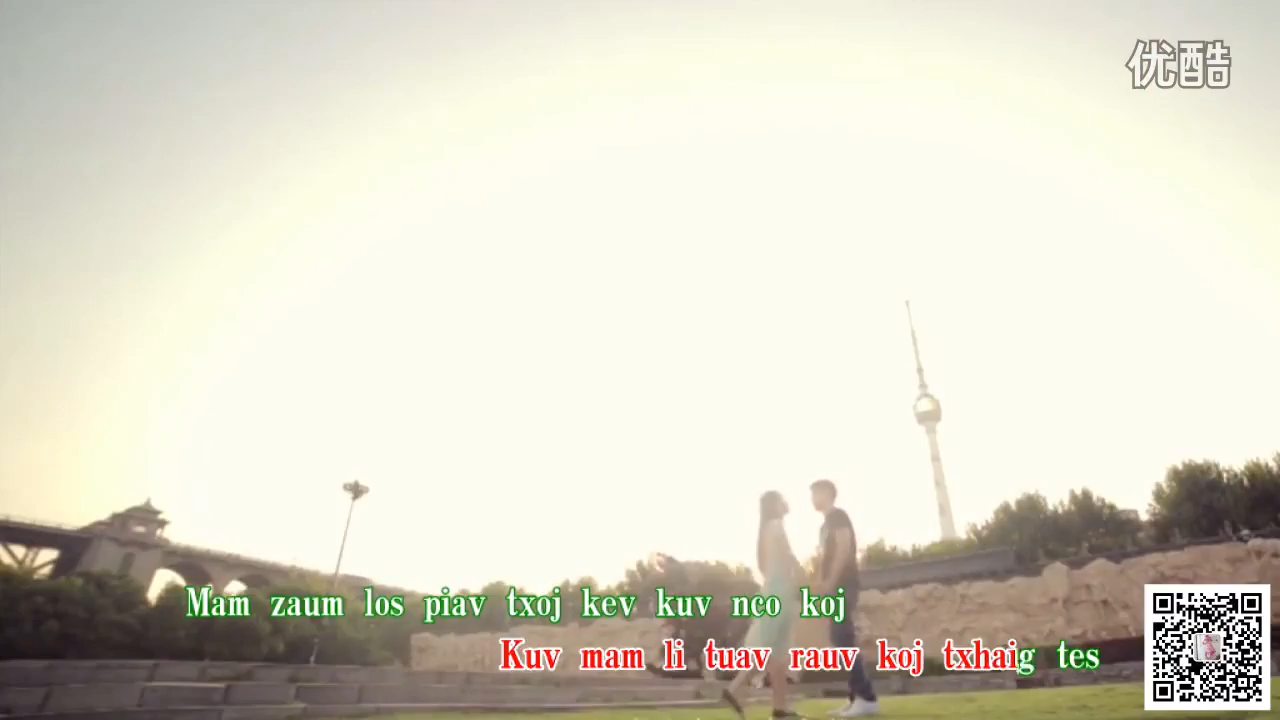 优酷
Mam zaum los piav txoj kev kuv nco koj
Kuv mam li tuav rauv koj txhaig tes